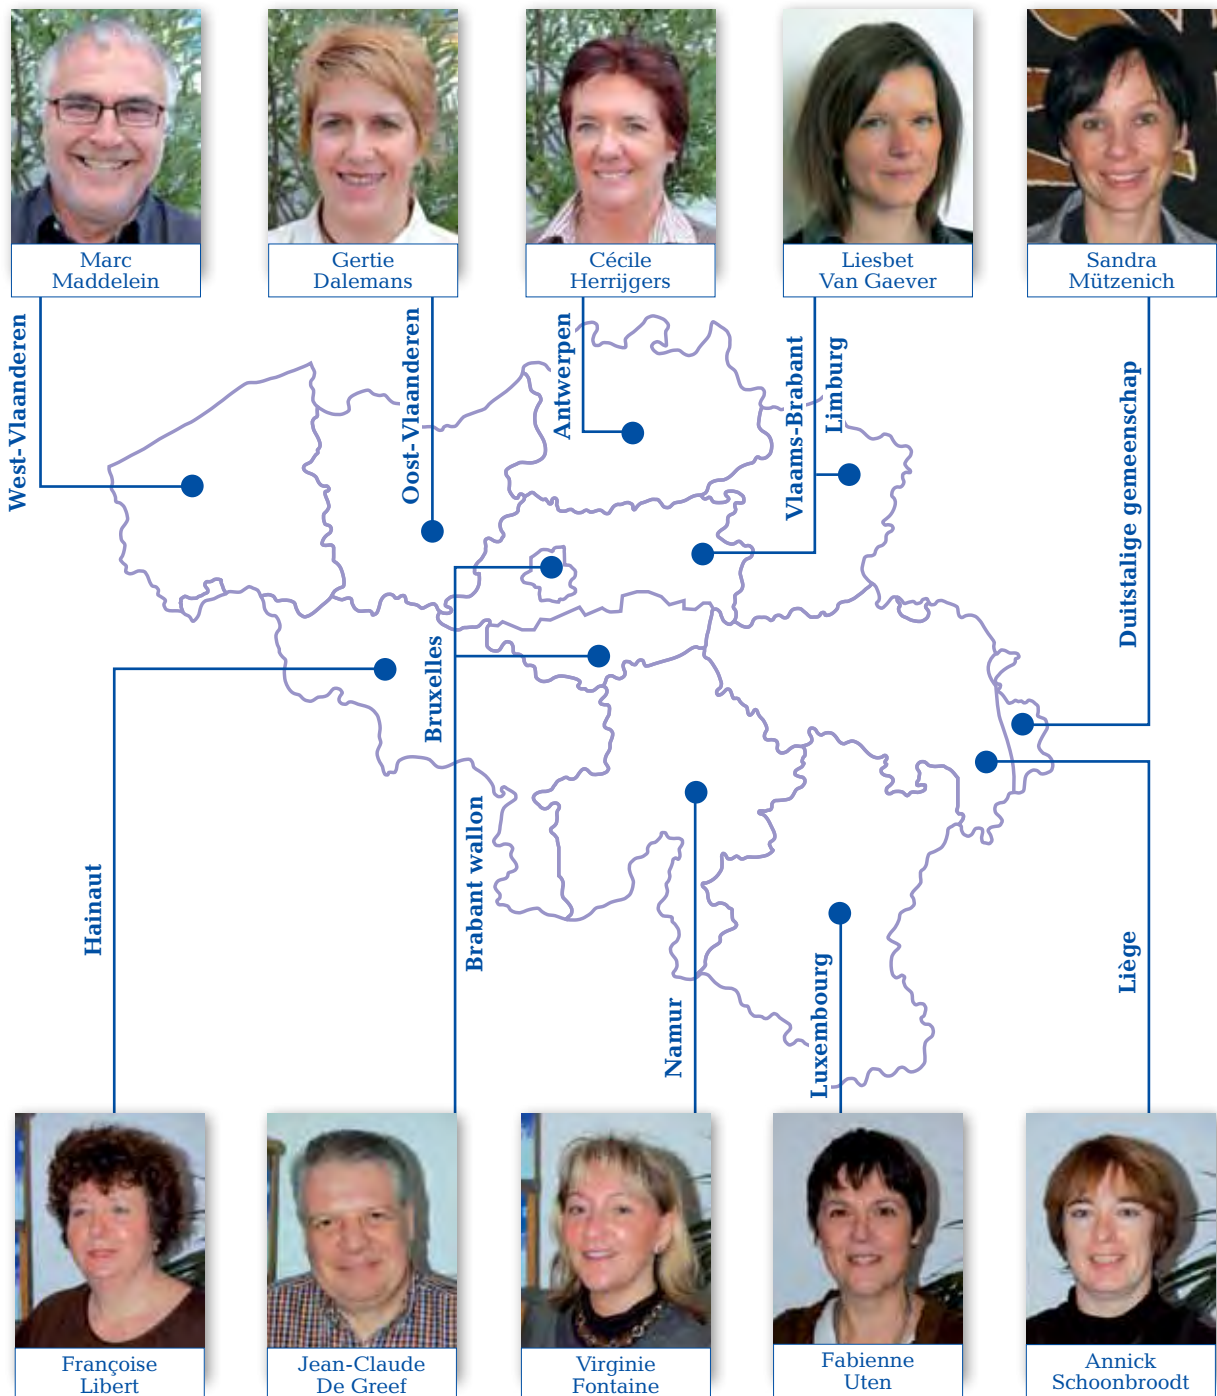 Marc
Maddelein
Gertie
Dalemans
Cécile
Herrijgers
Liesbet
Van Gaever
Sandra
Mützenich
West-Vlaanderen
Oost-Vlaanderen
Antwerpen
Vlaams-Brabant
Limburg
Duitstalige gemeenschap
Bruxelles
Hainaut
Brabant wallon
Namur
Luxembourg
Liège
Françoise
Libert
Jean-Claude
De Greef
Virginie
Fontaine
Fabienne
Uten
Annick
Schoonbroodt